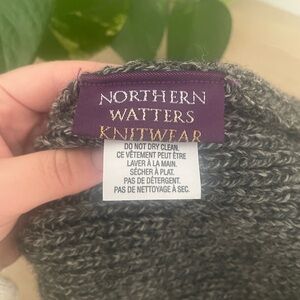 NORTHERN
WATTERS
KNITWEAR
DO NOT DRY CLEAN.
CE VÊTEMENT PEUT ÊTRE
LAVER À LA MAIN.
SÉCHER À PLAT.
PAS DE DÉTERGENT.
PAS DE NETTOYAGE À SEC.